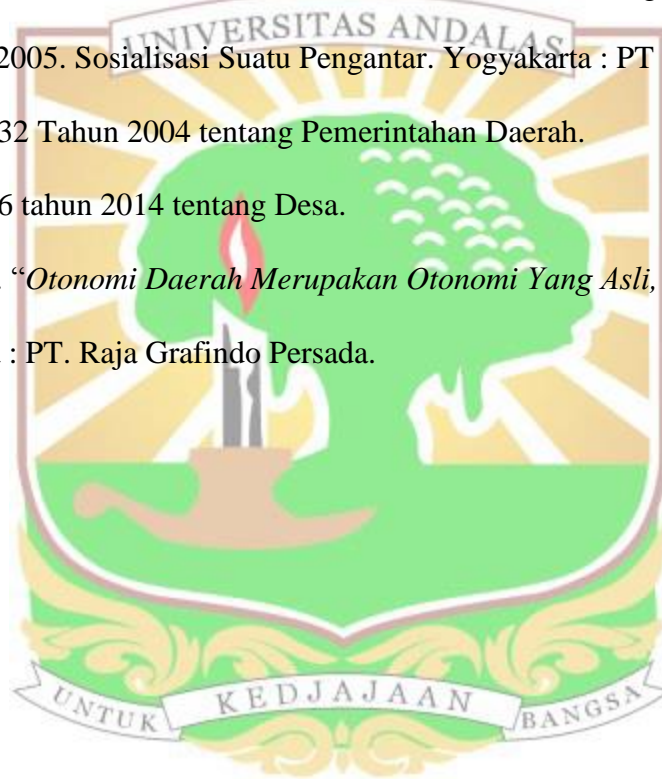 UNIVERSITAS ANDALAS
2005. Sosialisasi Suatu Pengantar. Yogyakarta : PT
32 Tahun 2004 tentang Pemerintahan Daerah.
6 tahun 2014 tentang Desa.
“Otonomi Daerah Merupakan Otonomi Yang Asli,
: PT. Raja Grafindo Persada.
UNTUK KEDJAJAAN BANGSA